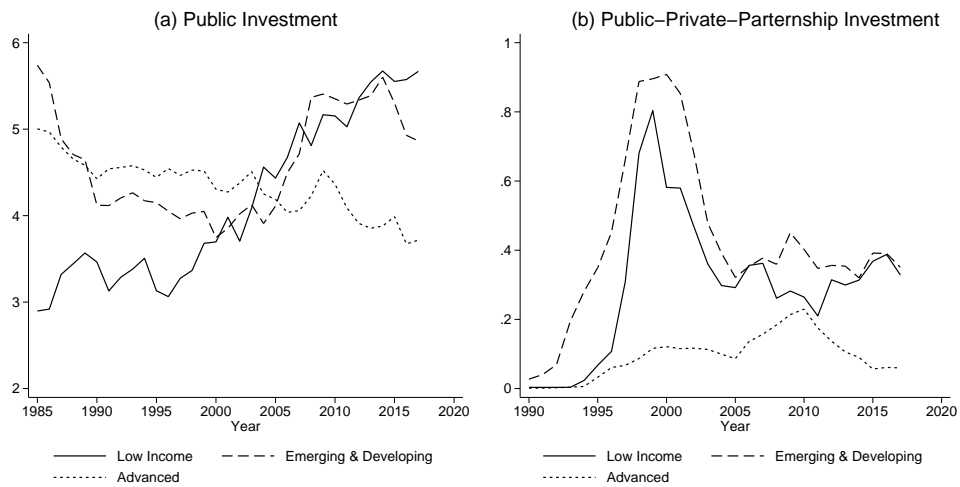 (a) Public Investment
6
5
4
3
2
1985 1990 1995 2000 2005 2010 2015 2020
Year
Low Income Emerging & Developing
Advanced
(b) Public−Private−Parternship Investment
1
.8
.6
.4
.2
0
1990 1995 2000 2005 2010 2015 2020
Year
Low Income Emerging & Developing
Advanced